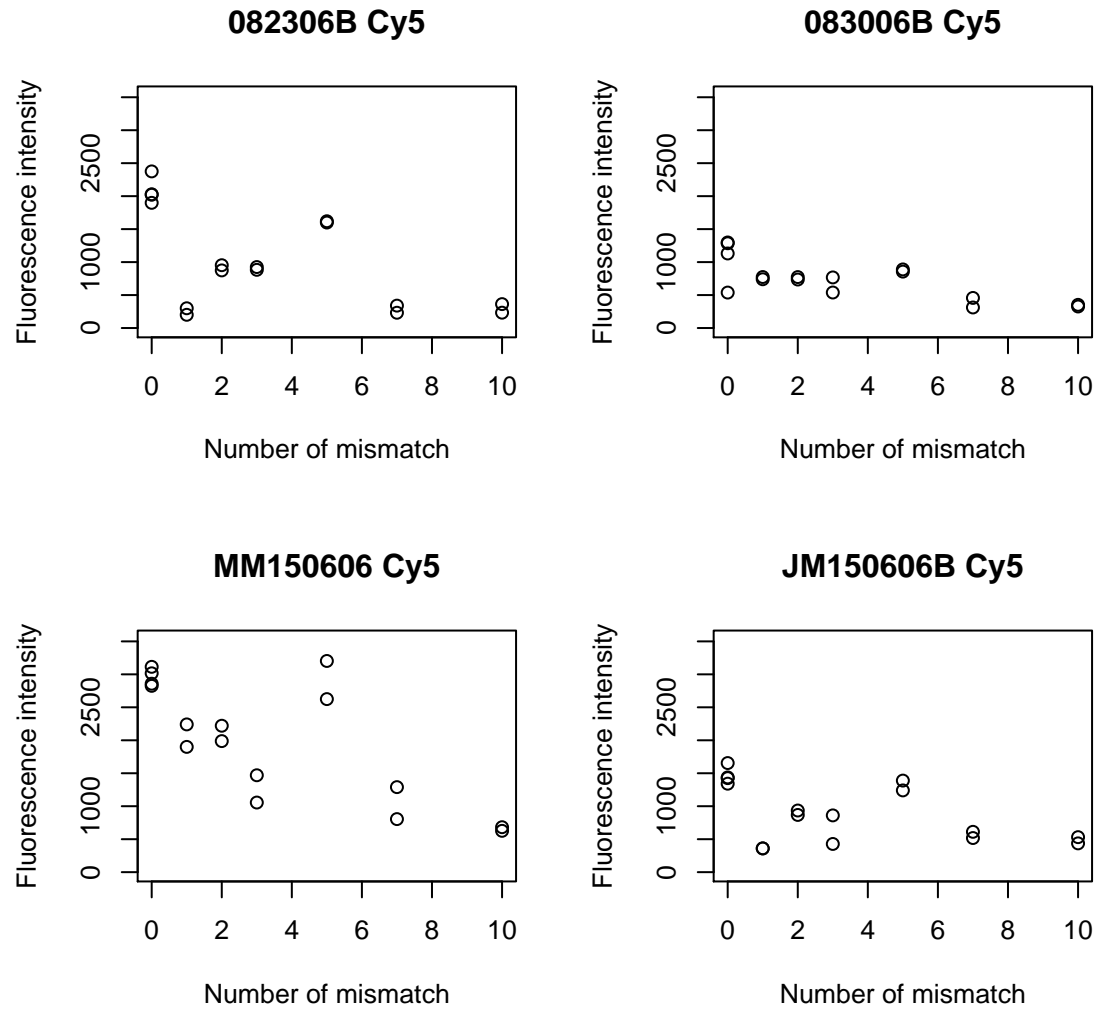 082306B Cy5
Fluorescence intensity
0 1000 2500
0 2 4 6 8 10
Number of mismatch
083006B Cy5
Fluorescence intensity
0 1000 2500
0 2 4 6 8 10
Number of mismatch
MM150606 Cy5
Fluorescence intensity
0 1000 2500
0 2 4 6 8 10
Number of mismatch
JM150606B Cy5
Fluorescence intensity
0 1000 2500
0 2 4 6 8 10
Number of mismatch